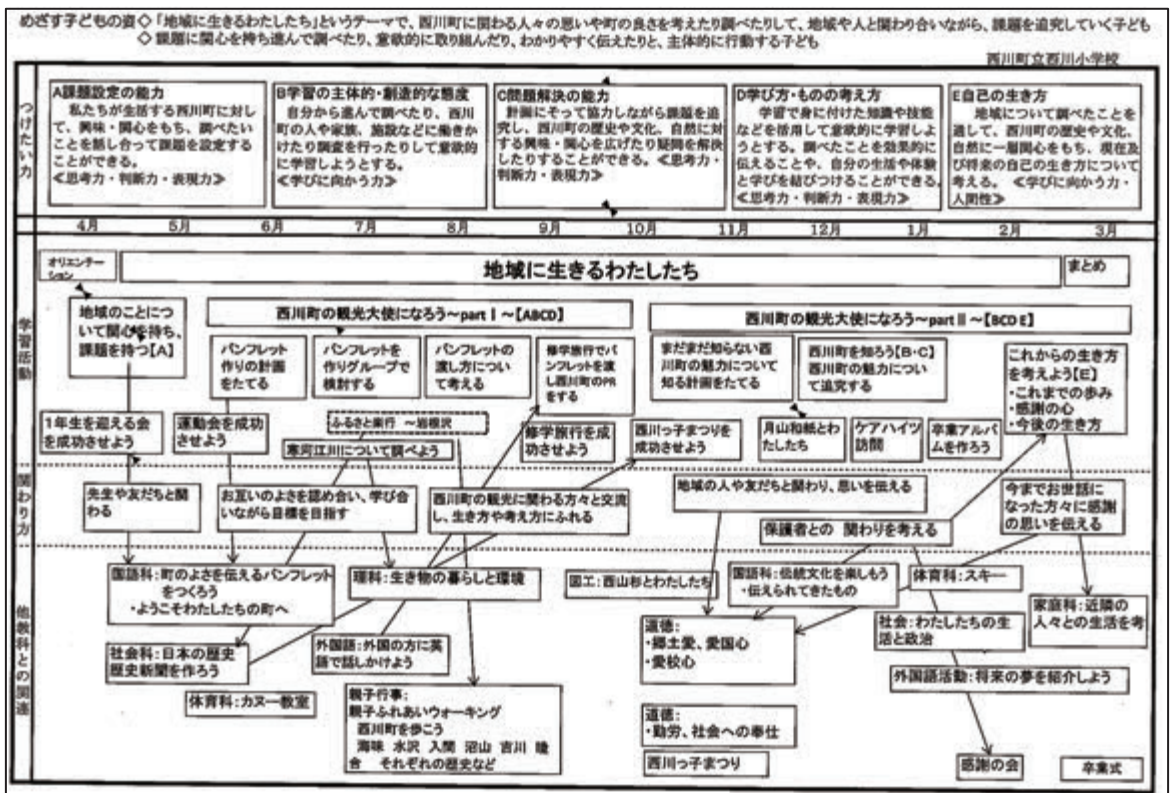 めざす子どもの姿◇「地域に生きるわたしたち」というテーマで、西川町に関わる人々の思いや町の良さを考えたり調べたりして、地域や人と関わり合いながら、課題を追究していく子ども
◇ 課題に関心を持ち進んで調べたり、意欲的に取り組んだり、わかりやすく伝えたりと、主体的に行動する子ども
西川町立西川小学校
つけたい力
A課題設定の能力
私たちが生活する西川町に対し
て、興味・関心をもち、調べたい
ことを話し合って課題を設定する
ことができる。
≪思考力・判断力・表現力≫
B学習の主体的・創造的な態度
自分から進んで調べたり、西川
町の人や家族、施設などに働きか
けたり調査を行ったりして意欲的
に学習しようとする。
≪学びに向かう力≫
C問題解決の能力
計画にそって協力しながら課題を追
究し、西川町の歴史や文化、自然に対
する興味・関心を広げたり疑問を解決
したりすることができる。≪思考力・
判断力・表現力≫
D学び方・ものの考え方
学習で身に付けた知識や技能
などを活用して意欲的に学習しよ
うとする。調べたことを効果的に
伝えることや、自分の生活や体験
と学びを結びつけることができる。
≪思考力・判断力・表現力≫
E自己の生き方
地域について調べたことを
通して、西川町の歴史や文化、
自然に一層関心をもち、現在及
び将来の自己の生き方について
考える。 ≪学びに向かう力・
人間性≫
4月 5月 6月 7月 8月 9月 10月 11月 12月 1月 2月 3月
学習活動
オリエンテー
ション
地域に生きるわたしたち
まとめ
地域のことにつ
いて関心を持ち、
課題を持つ【A】
西川町の観光大使になろう～partⅠ～【ABCD】
西川町の観光大使になろう～partⅡ～【BCD E】
パンフレット
作りの計画
をたてる
パンフレットを
作りグループで
検討する
パンフレットの
渡し方につい
て考える
修学旅行でパ
ンフレットを渡
し西川町のPR
をする
まだまだ知らない西
川町の魅力について
知る計画をたてる
西川町を知ろう【B・C】
西川町の魅力につい
て追究する
これからの生き方
を考えよう【E】
・これまでの歩み
・感謝の心
・今後の生き方
1年生を迎える会
を成功させよう
運動会を成功
させよう
ふるさと楽行 ～岩根沢
寒河江川について調べよう
修学旅行を成
功させよう
西川っ子まつりを
成功させよう
月山和紙とわ
たしたち
ケアハイツ
訪問
卒業アルバ
ムを作ろう
関わり方
先生や友だちと関
わる
お互いのよさを認め合い、学び合
いながら目標を目指す
西川町の観光に関わる方々と交流
し、生き方や考え方にふれる
地域の人や友だちと関わり、思いを伝える
保護者との 関わりを考える
今までお世話に
なった方々に感謝
の思いを伝える
他教科との関連
国語科：町のよさを伝えるパンフレット
をつくろう
・ようこそわたしたちの町へ
理科：生き物の暮らしと環境
図工：西山杉とわたしたち
国語科：伝統文化を楽しもう
・伝えられてきたもの
体育科：スキー
家庭科：近隣の
人々との生活を考
社会科：日本の歴史
歴史新聞を作ろう
外国語：外国の方に英
語で話しかけよう
道徳：
・郷土愛、愛国心
・愛校心
社会：わたしたちの生
活と政治
外国語活動：将来の夢を紹介しよう
体育科：カヌー教室
親子行事：
親子ふれあいウォーキング
西川町を歩こう
海味 水沢 入間 沼山 吉川 睦
合 それぞれの歴史など
道徳：
・勤労、社会への奉仕
西川っ子まつり
感謝の会
卒業式